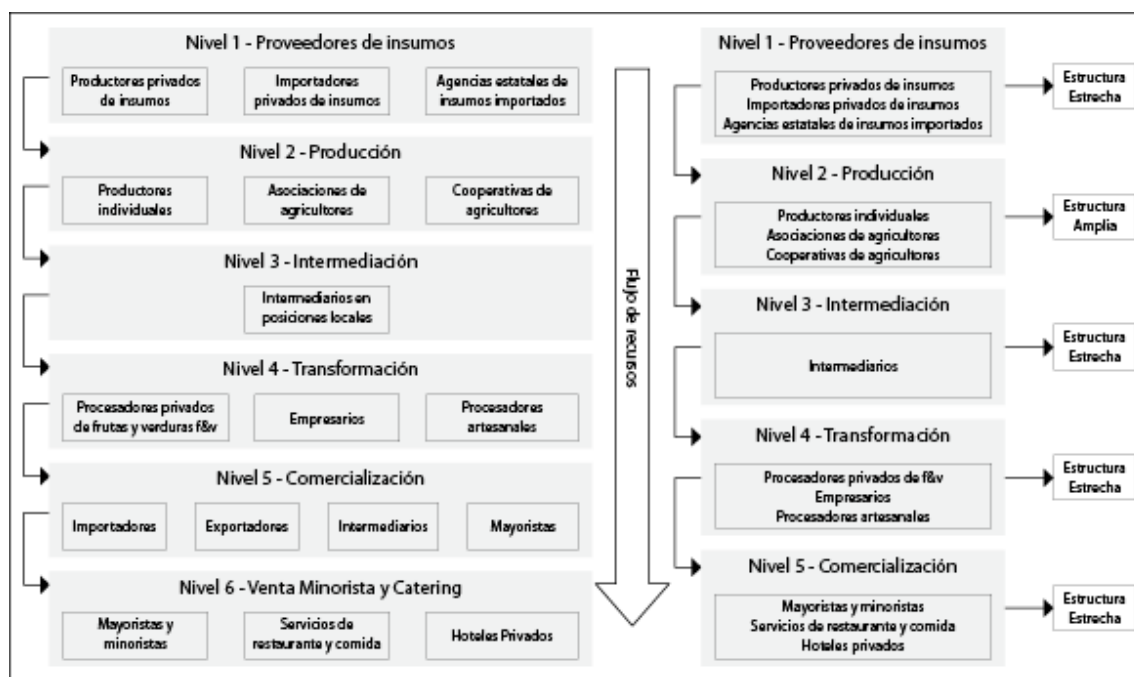 Nivel 1 - Proveedores de insumos
Productores privados
de insumos
Importadores
privados de insumos
Agencias estatales de
insumos importados
Nivel 2 - Producción
Productores
individuales
Asociaciones de
agricultores
Cooperativas de
agricultores
Nivel 3 - Intermediación
Intermediarios en
posiciones locales
Nivel 4 - Transformación
Procesadores privados
de frutas y verduras f&v
Empresarios
Procesadores
artesanales
Nivel 5 - Comercialización
Importadores
Exportadores
Intermediarios
Mayoristas
Nivel 6 - Venta Minorista y Catering
Mayoristas y
minoristas
Servicios de
restaurante y comida
Hoteles Privados
Flujo de recusos
Nivel 1 - Proveedores de insumos
Productores privados de insumos
Importadores privados de insumos
Agencias estatales de insumos importados
Estructura
Estrecha
Nivel 2 - Producción
Productores individuales
Asociaciones de agricultores
Cooperativas de agricultores
Estructura
Amplia
Nivel 3 - Intermediación
Intermediarios
Estructura
Estrecha
Nivel 4 - Transformación
Procesadores privados de f&v
Empresarios
Procesadores artesanales
Estructura
Estrecha
Nivel 5 - Comercialización
Mayoristas y minoristas
Servicios de restaurante y comida
Hoteles privados
Estructura
Estrecha